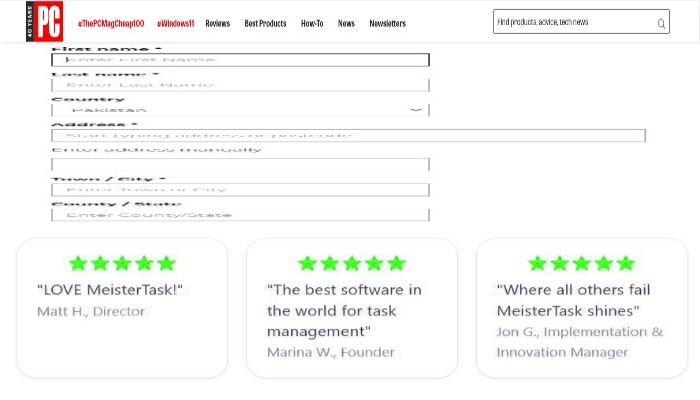 40 YEARS
PC
#ThePCMagCheap100 #Windows11 Reviews Best Products How-To News Newsletters
Find products, advice, tech news
First name *
Enter First Name
Last name *
Enter Last Name
Country
Pakistan
Address *
Start typing address or postcode
Enter address manually
Town / City *
Enter Town or City
County / State
Enter County/State
"LOVE MeisterTask!"
Matt H., Director
"The best software in
the world for task
management"
Marina W., Founder
"Where all others fail
MeisterTask shines"
Jon G., Implementation &
Innovation Manager